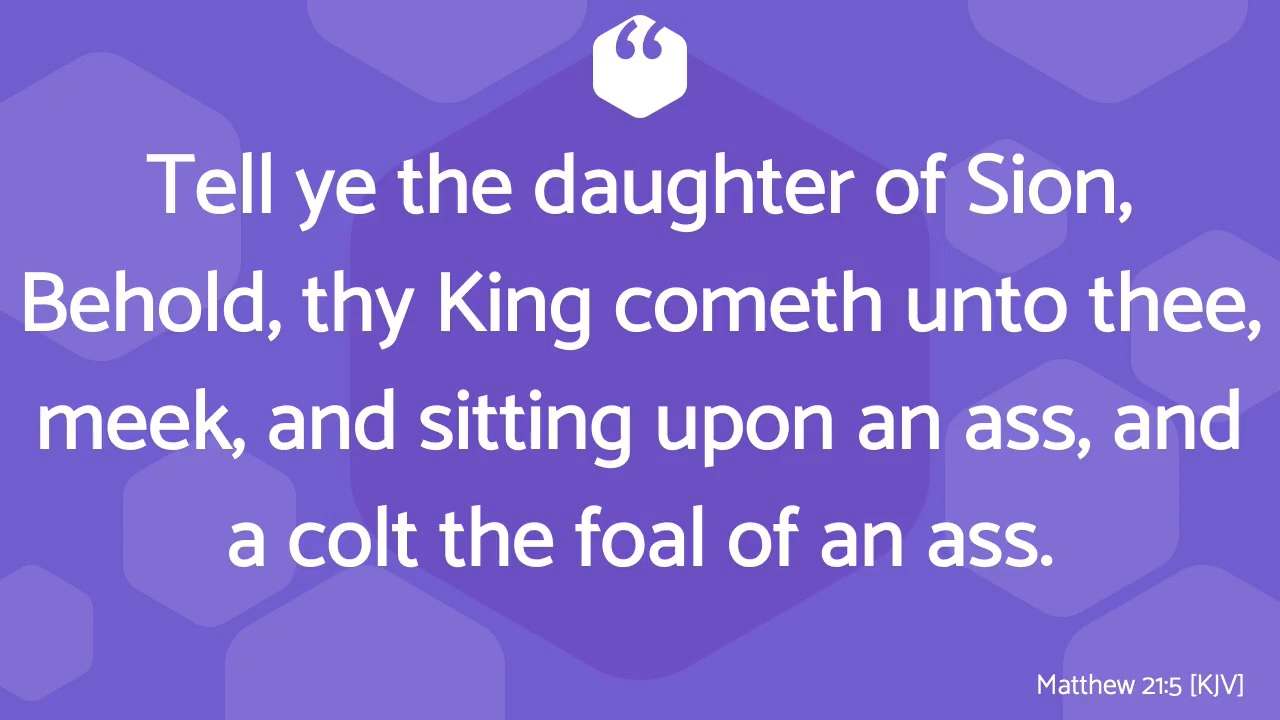 Tell ye the daughter of Sion,
Behold, thy King cometh unto thee,
meek, and sitting upon an ass, and
a colt the foal of an ass.
Matthew 21:5 [KJV]